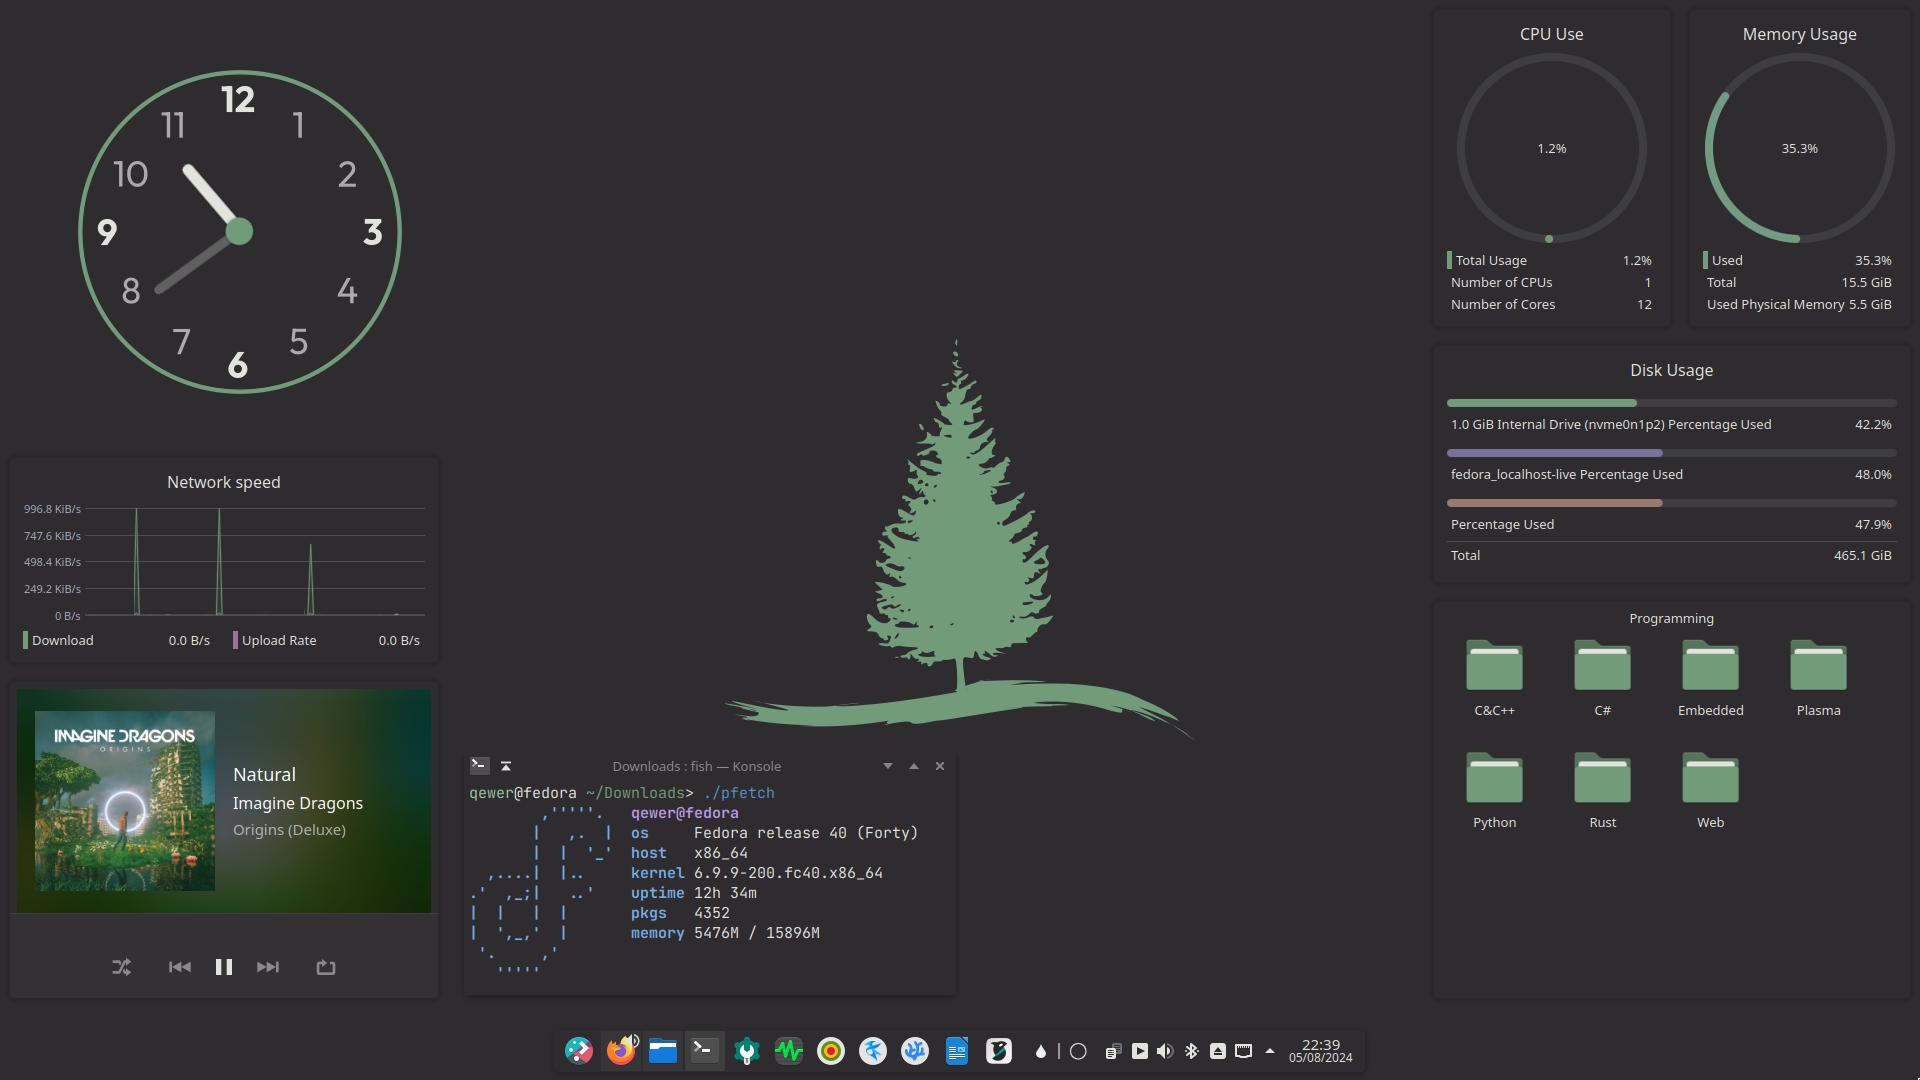 12
11
1
10
2
9
3
8
4
7
5
6
Network speed
996.8 KiB/s
747.6 KiB/s
498.4 KiB/s
249.2 KiB/s
0 B/s
Download 0.0 B/s Upload Rate 0.0 B/s
IMAGINE DRAGONS
ORIGINS
Natural
Imagine Dragons
Origins (Deluxe)
Downloads : fish — Konsole
qewer@fedora ~/Downloads> ./pfetch
qewer@fedora
os Fedora release 40 (Forty)
host x86_64
kernel 6.9.9-200.fc40.x86_64
uptime 12h 34m
pkgs 4352
memory 5476M / 15896M
CPU Use
1.2%
Total Usage 1.2%
Number of CPUs 1
Number of Cores 12
Memory Usage
35.3%
Used 35.3%
Total 15.5 GiB
Used Physical Memory 5.5 GiB
Disk Usage
1.0 GiB Internal Drive (nvme0n1p2) Percentage Used 42.2%
fedora_localhost-live Percentage Used 48.0%
Percentage Used 47.9%
Total 465.1 GiB
Programming
C&C++ C# Embedded Plasma
Python Rust Web
22:39
05/08/2024